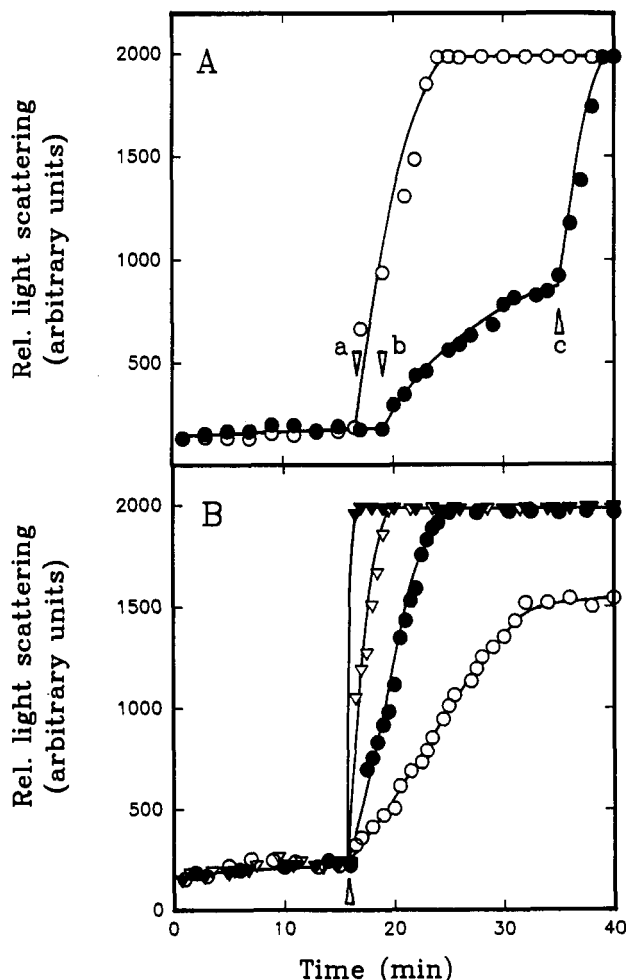 A
2000
1500
1000
500
Rel. light scattering
(arbitrary units)
a
b
c
B
2000
1500
1000
500
0
Rel. light scattering
(arbitrary units)
0
10
20
30
40
Time (min)